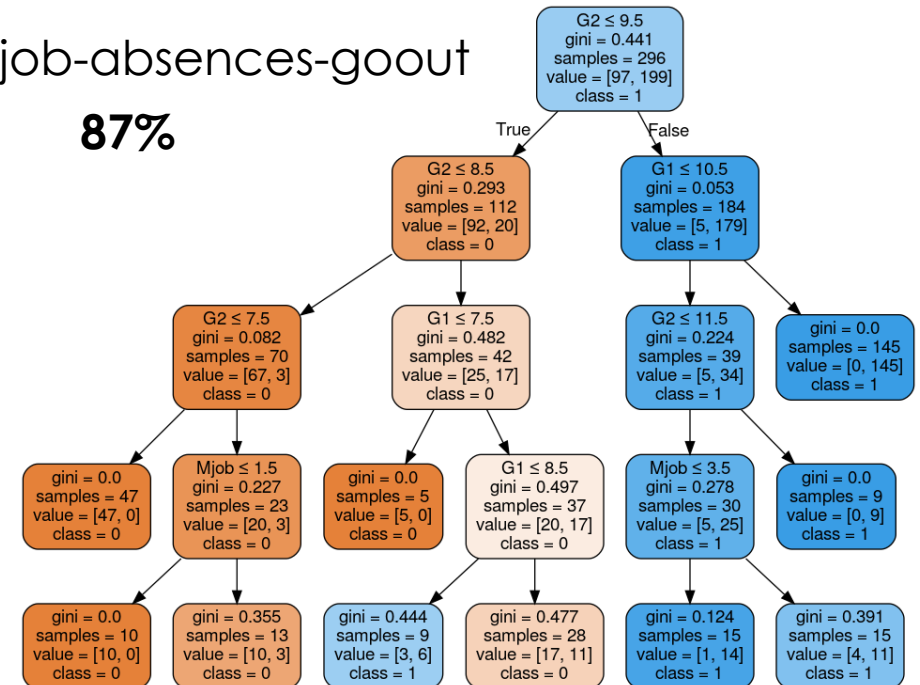 job-absences-goout
87%
G2 ≤ 9.5
gini = 0.441
samples = 296
value = [97, 199]
class = 1
True
False
G2 ≤ 8.5
gini = 0.293
samples = 112
value = [92, 20]
class = 0
G1 ≤ 10.5
gini = 0.053
samples = 184
value = [5, 179]
class = 1
G2 ≤ 7.5
gini = 0.082
samples = 70
value = [67, 3]
class = 0
G1 ≤ 7.5
gini = 0.482
samples = 42
value = [25, 17]
class = 0
G2 ≤ 11.5
gini = 0.224
samples = 39
value = [5, 34]
class = 1
gini = 0.0
samples = 145
value = [0, 145]
class = 1
gini = 0.0
samples = 47
value = [47, 0]
class = 0
Mjob ≤ 1.5
gini = 0.227
samples = 23
value = [20, 3]
class = 0
gini = 0.0
samples = 5
value = [5, 0]
class = 0
G1 ≤ 8.5
gini = 0.497
samples = 37
value = [20, 17]
class = 0
Mjob ≤ 3.5
gini = 0.278
samples = 30
value = [5, 25]
class = 1
gini = 0.0
samples = 9
value = [0, 9]
class = 1
gini = 0.0
samples = 10
value = [10, 0]
class = 0
gini = 0.355
samples = 13
value = [10, 3]
class = 0
gini = 0.444
samples = 9
value = [3, 6]
class = 1
gini = 0.477
samples = 28
value = [17, 11]
class = 0
gini = 0.124
samples = 15
value = [1, 14]
class = 1
gini = 0.391
samples = 15
value = [4, 11]
class = 1